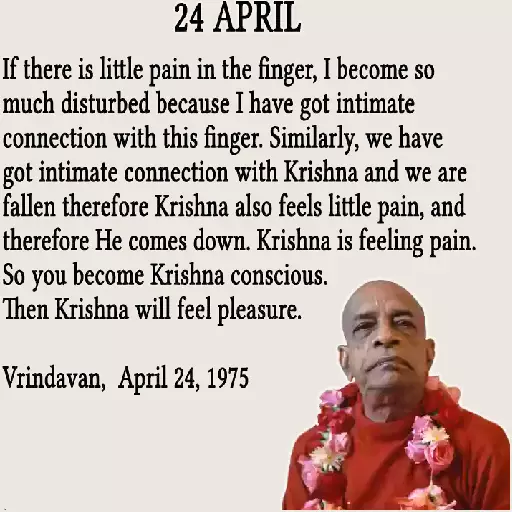 24 APRIL
If there is little pain in the finger, I become so
much disturbed because I have got intimate
connection with this finger. Similarly, we have
got intimate connection with Krishna and we are
fallen therefore Krishna also feels little pain, and
therefore He comes down. Krishna is feeling pain.
So you become Krishna conscious.
Then Krishna will feel pleasure.
Vrindavan, April 24, 1975